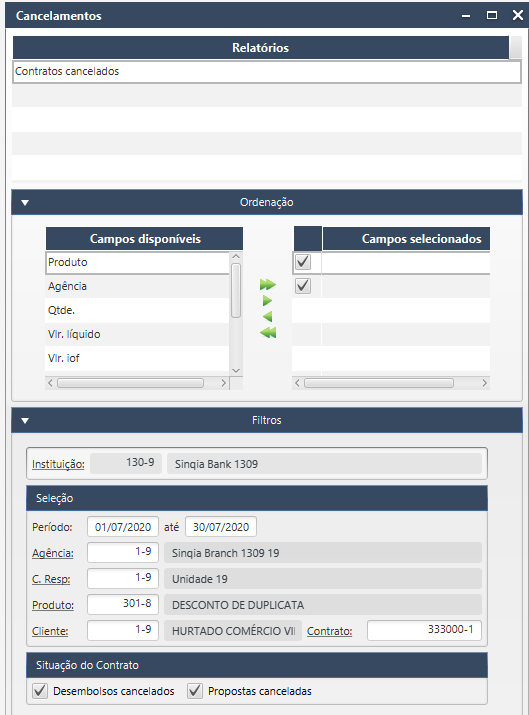 Cancelamentos
Relatórios
Contratos cancelados
Ordenação
Campos disponíveis
Campos selecionados
Produto
Agência
Qtde.
Vlr. líquido
Vlr. iof
Filtros
Instituição: 130-9 Sinqia Bank 1309
Seleção
Período: 01/07/2020 até 30/07/2020
Agência: 1-9 Sinqia Branch 1309 19
C. Resp: 1-9 Unidade 19
Produto: 301-8 DESCONTO DE DUPLICATA
Cliente: 1-9 HURTADO COMÉRCIO Contrato: 333000-1
Situação do Contrato
Desembolsos cancelados Propostas canceladas